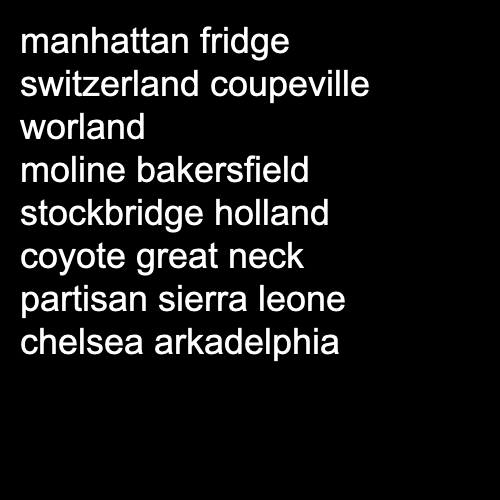 manhattan fridge
switzerland coupeville
worland
moline bakersfield
stockbridge holland
coyote great neck
partisan sierra leone
chelsea arkadelphia